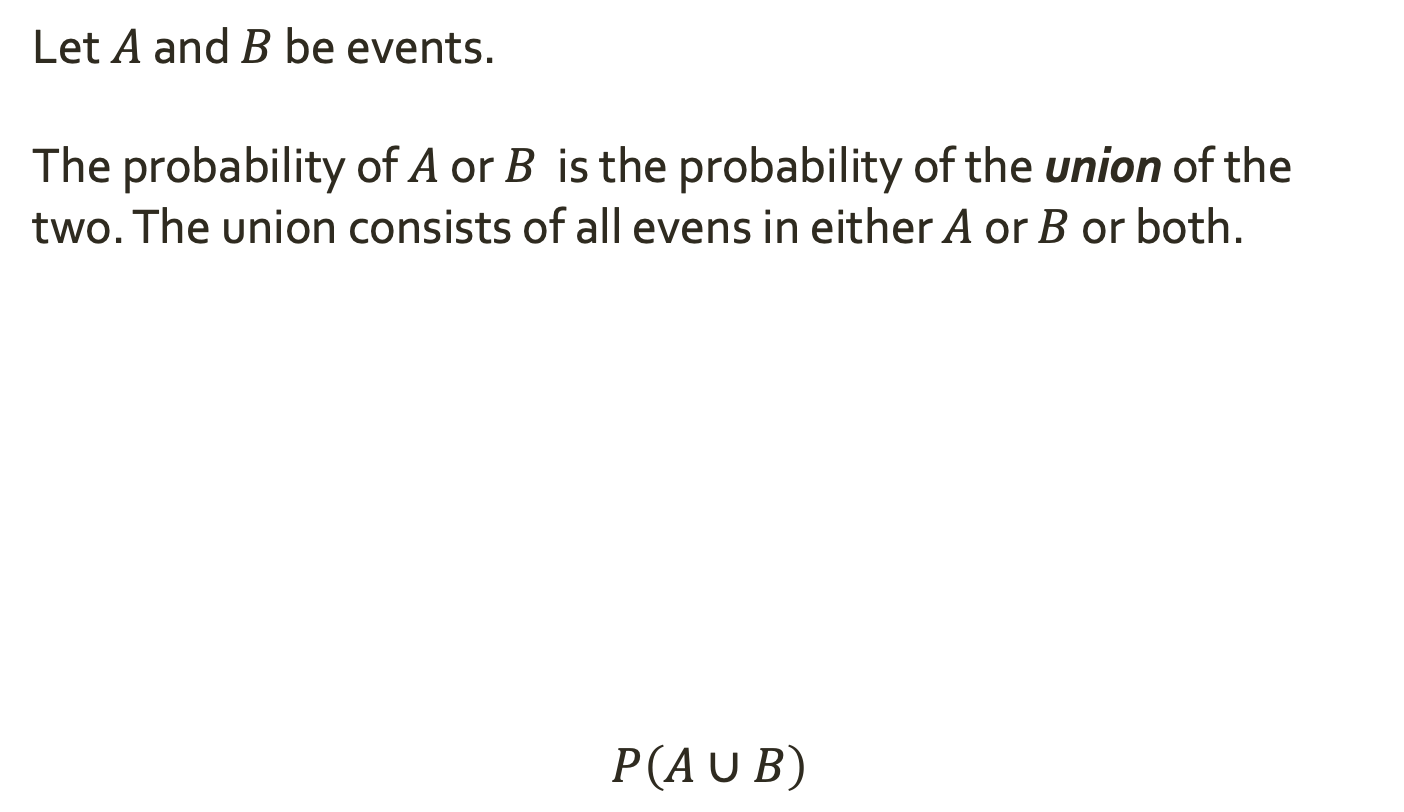 Let A and B be events.
The probability of A or B is the probability of the union of the
two. The union consists of all evens in either A or B or both.
P(A ∪ B)